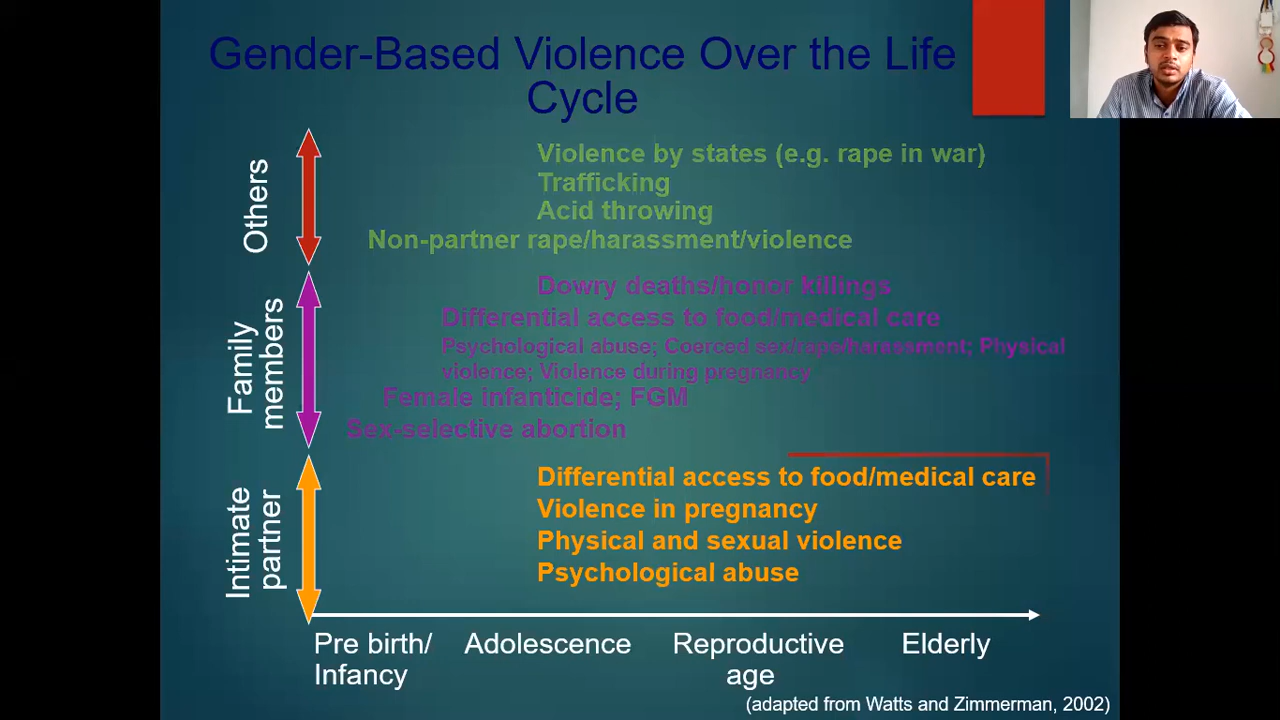 Gender-Based Violence Over the Life
Cycle
Others
Violence by states (e.g. rape in war)
Trafficking
Acid throwing
Non-partner rape/harassment/violence
Family
members
Dowry deaths/honor killings
Differential access to food/medical care
Psychological abuse; Coerced sex/rape/harassment; Physical
violence; Violence during pregnancy
Female infanticide; FGM
Sex-selective abortion
Intimate
partner
Differential access to food/medical care
Violence in pregnancy
Physical and sexual violence
Psychological abuse
Pre birth/
Infancy
Adolescence
Reproductive
age
Elderly
(adapted from Watts and Zimmerman, 2002)